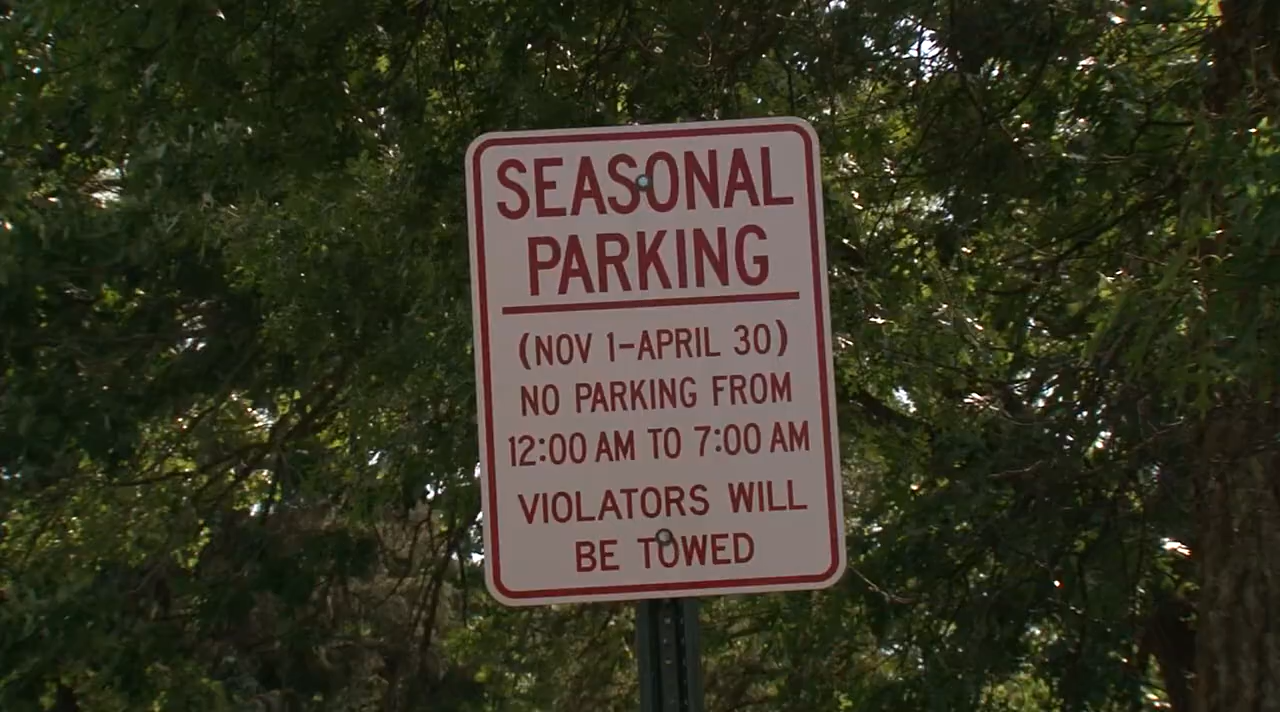 SEASONAL
PARKING
(NOV 1-APRIL 30)
NO PARKING FROM
12:00 AM TO 7:00 AM
VIOLATORS WILL
BE TOWED